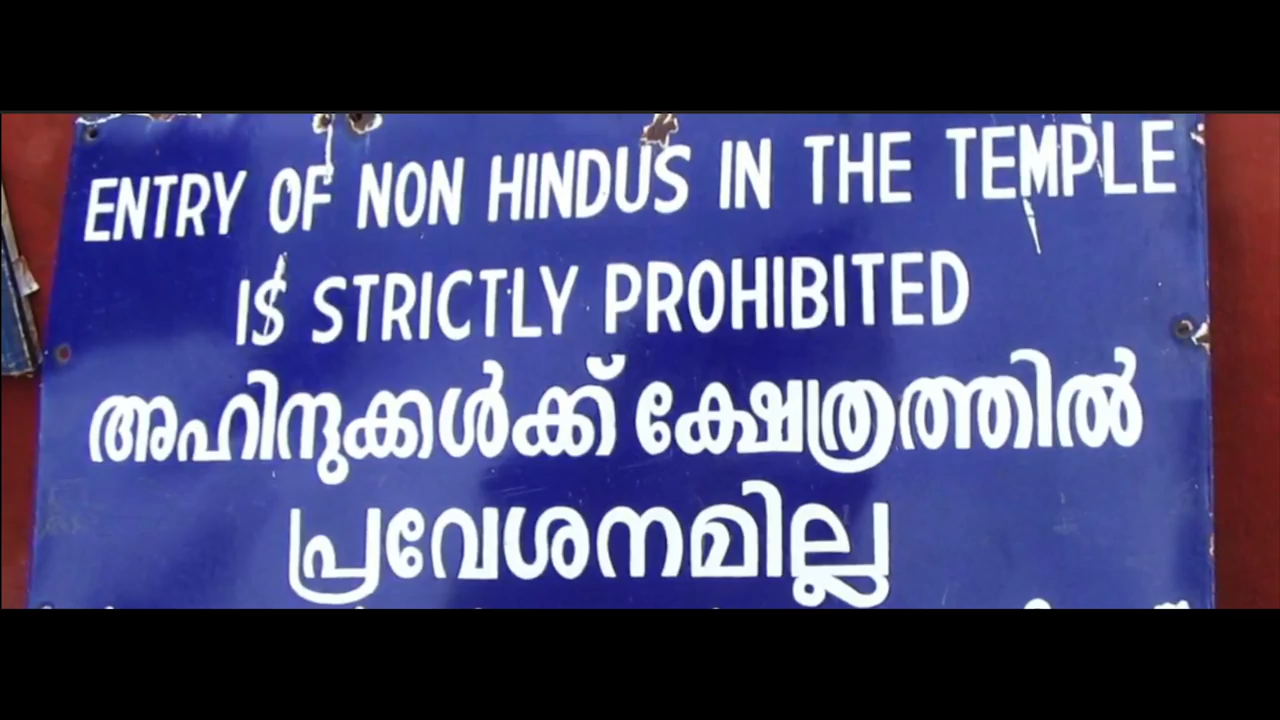 ENTRY OF NON HINDUS IN THE TEMPLE
IS STRICTLY PROHIBITED
അഹിന്ദുക്കൾക്ക് ക്ഷേത്രത്തിൽ
പ്രവേശനമില്ല